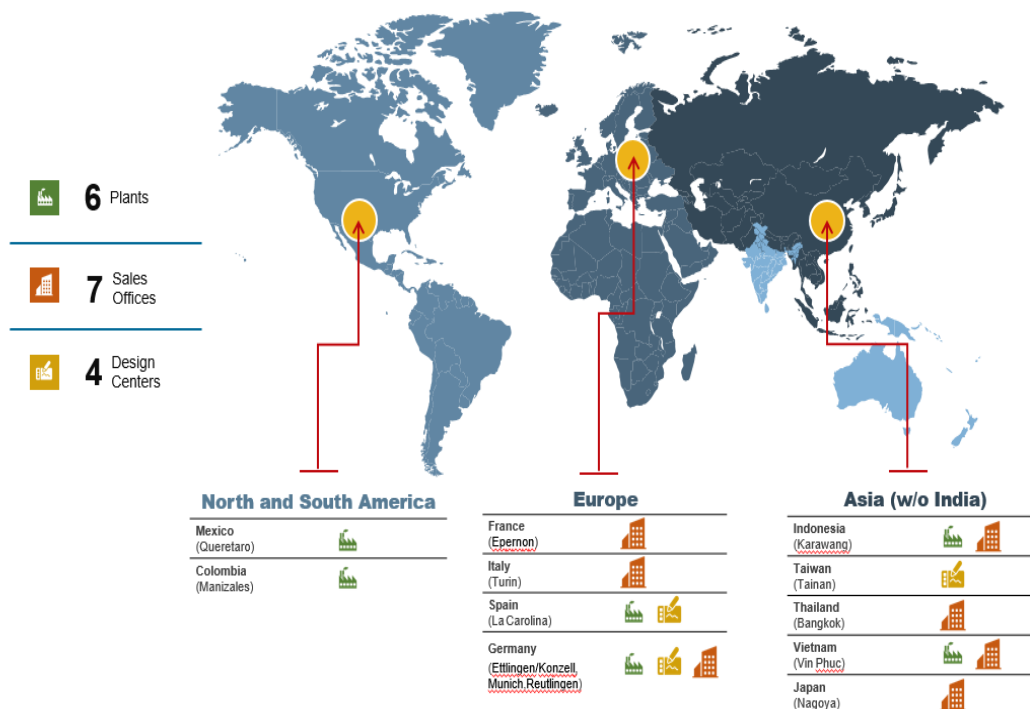 6 Plants
7 Sales
Offices
4 Design
Centers
North and South America
Mexico
(Queretaro)
Colombia
(Manizales)
Europe
France
(Epernon)
Italy
(Turin)
Spain
(La Carolina)
Germany
(Ettlingen/Konzell,
Munich.Reutlingen)
Asia (w/o India)
Indonesia
(Karawang)
Taiwan
(Tainan)
Thailand
(Bangkok)
Vietnam
(Vin Phuc)
Japan
(Nagoya)